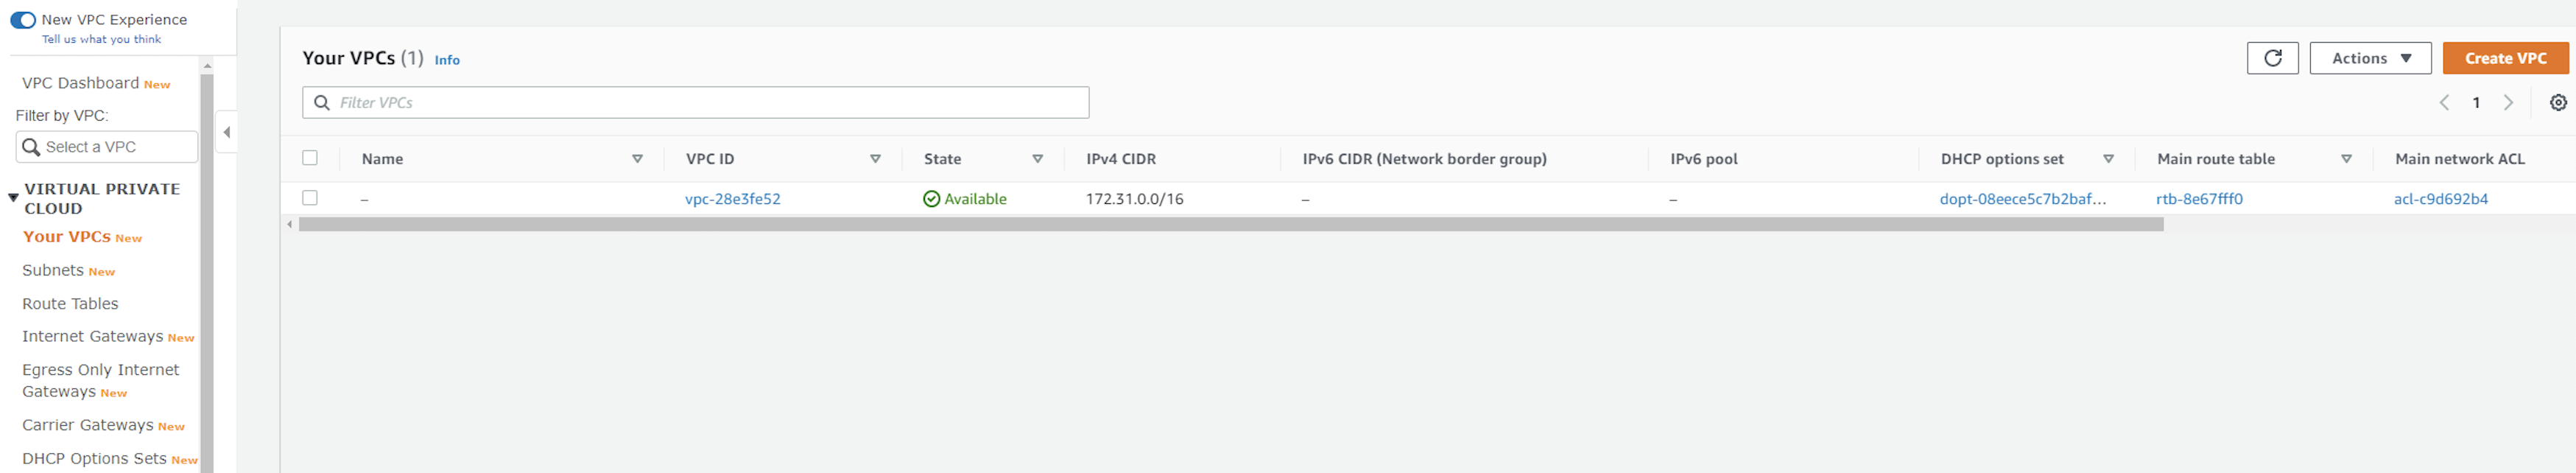 New VPC Experience
Tell us what you think
VPC Dashboard New
Filter by VPC:
Select a VPC
VIRTUAL PRIVATE
CLOUD
Your VPCs New
Subnets New
Route Tables
Internet Gateways New
Egress Only Internet
Gateways New
Carrier Gateways New
DHCP Options Sets New
Your VPCs (1) Info
Actions
Create VPC
Filter VPCs
1
Name VPC ID State IPv4 CIDR IPv6 CIDR (Network border group) IPv6 pool DHCP options set Main route table Main network ACL
– vpc-28e3fe52 Available 172.31.0.0/16 – – dopt-08eece5c7b2baf... rtb-8e67fff0 acl-c9d692b4